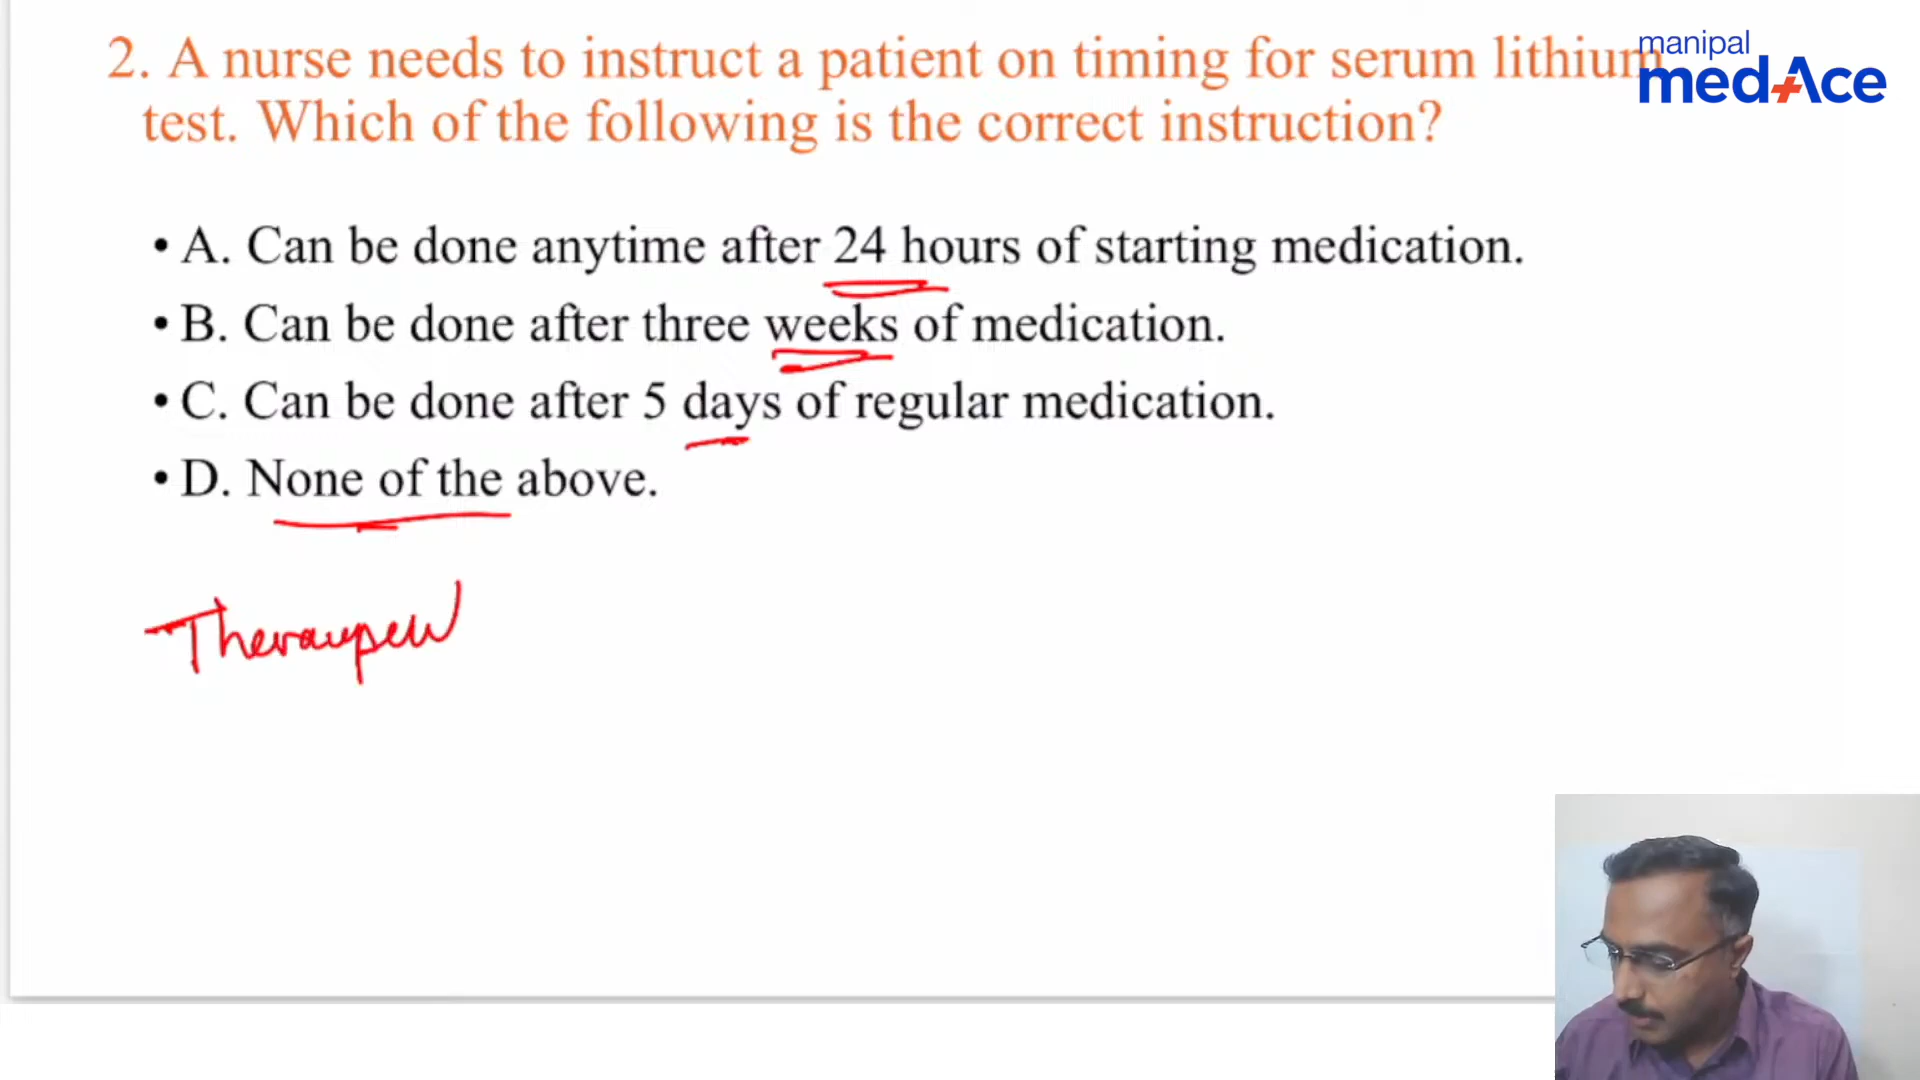 2. A nurse needs to instruct a patient on timing for serum lithium
test. Which of the following is the correct instruction?
manipal
medAce
• A. Can be done anytime after 24 hours of starting medication.
• B. Can be done after three weeks of medication.
• C. Can be done after 5 days of regular medication.
• D. None of the above.